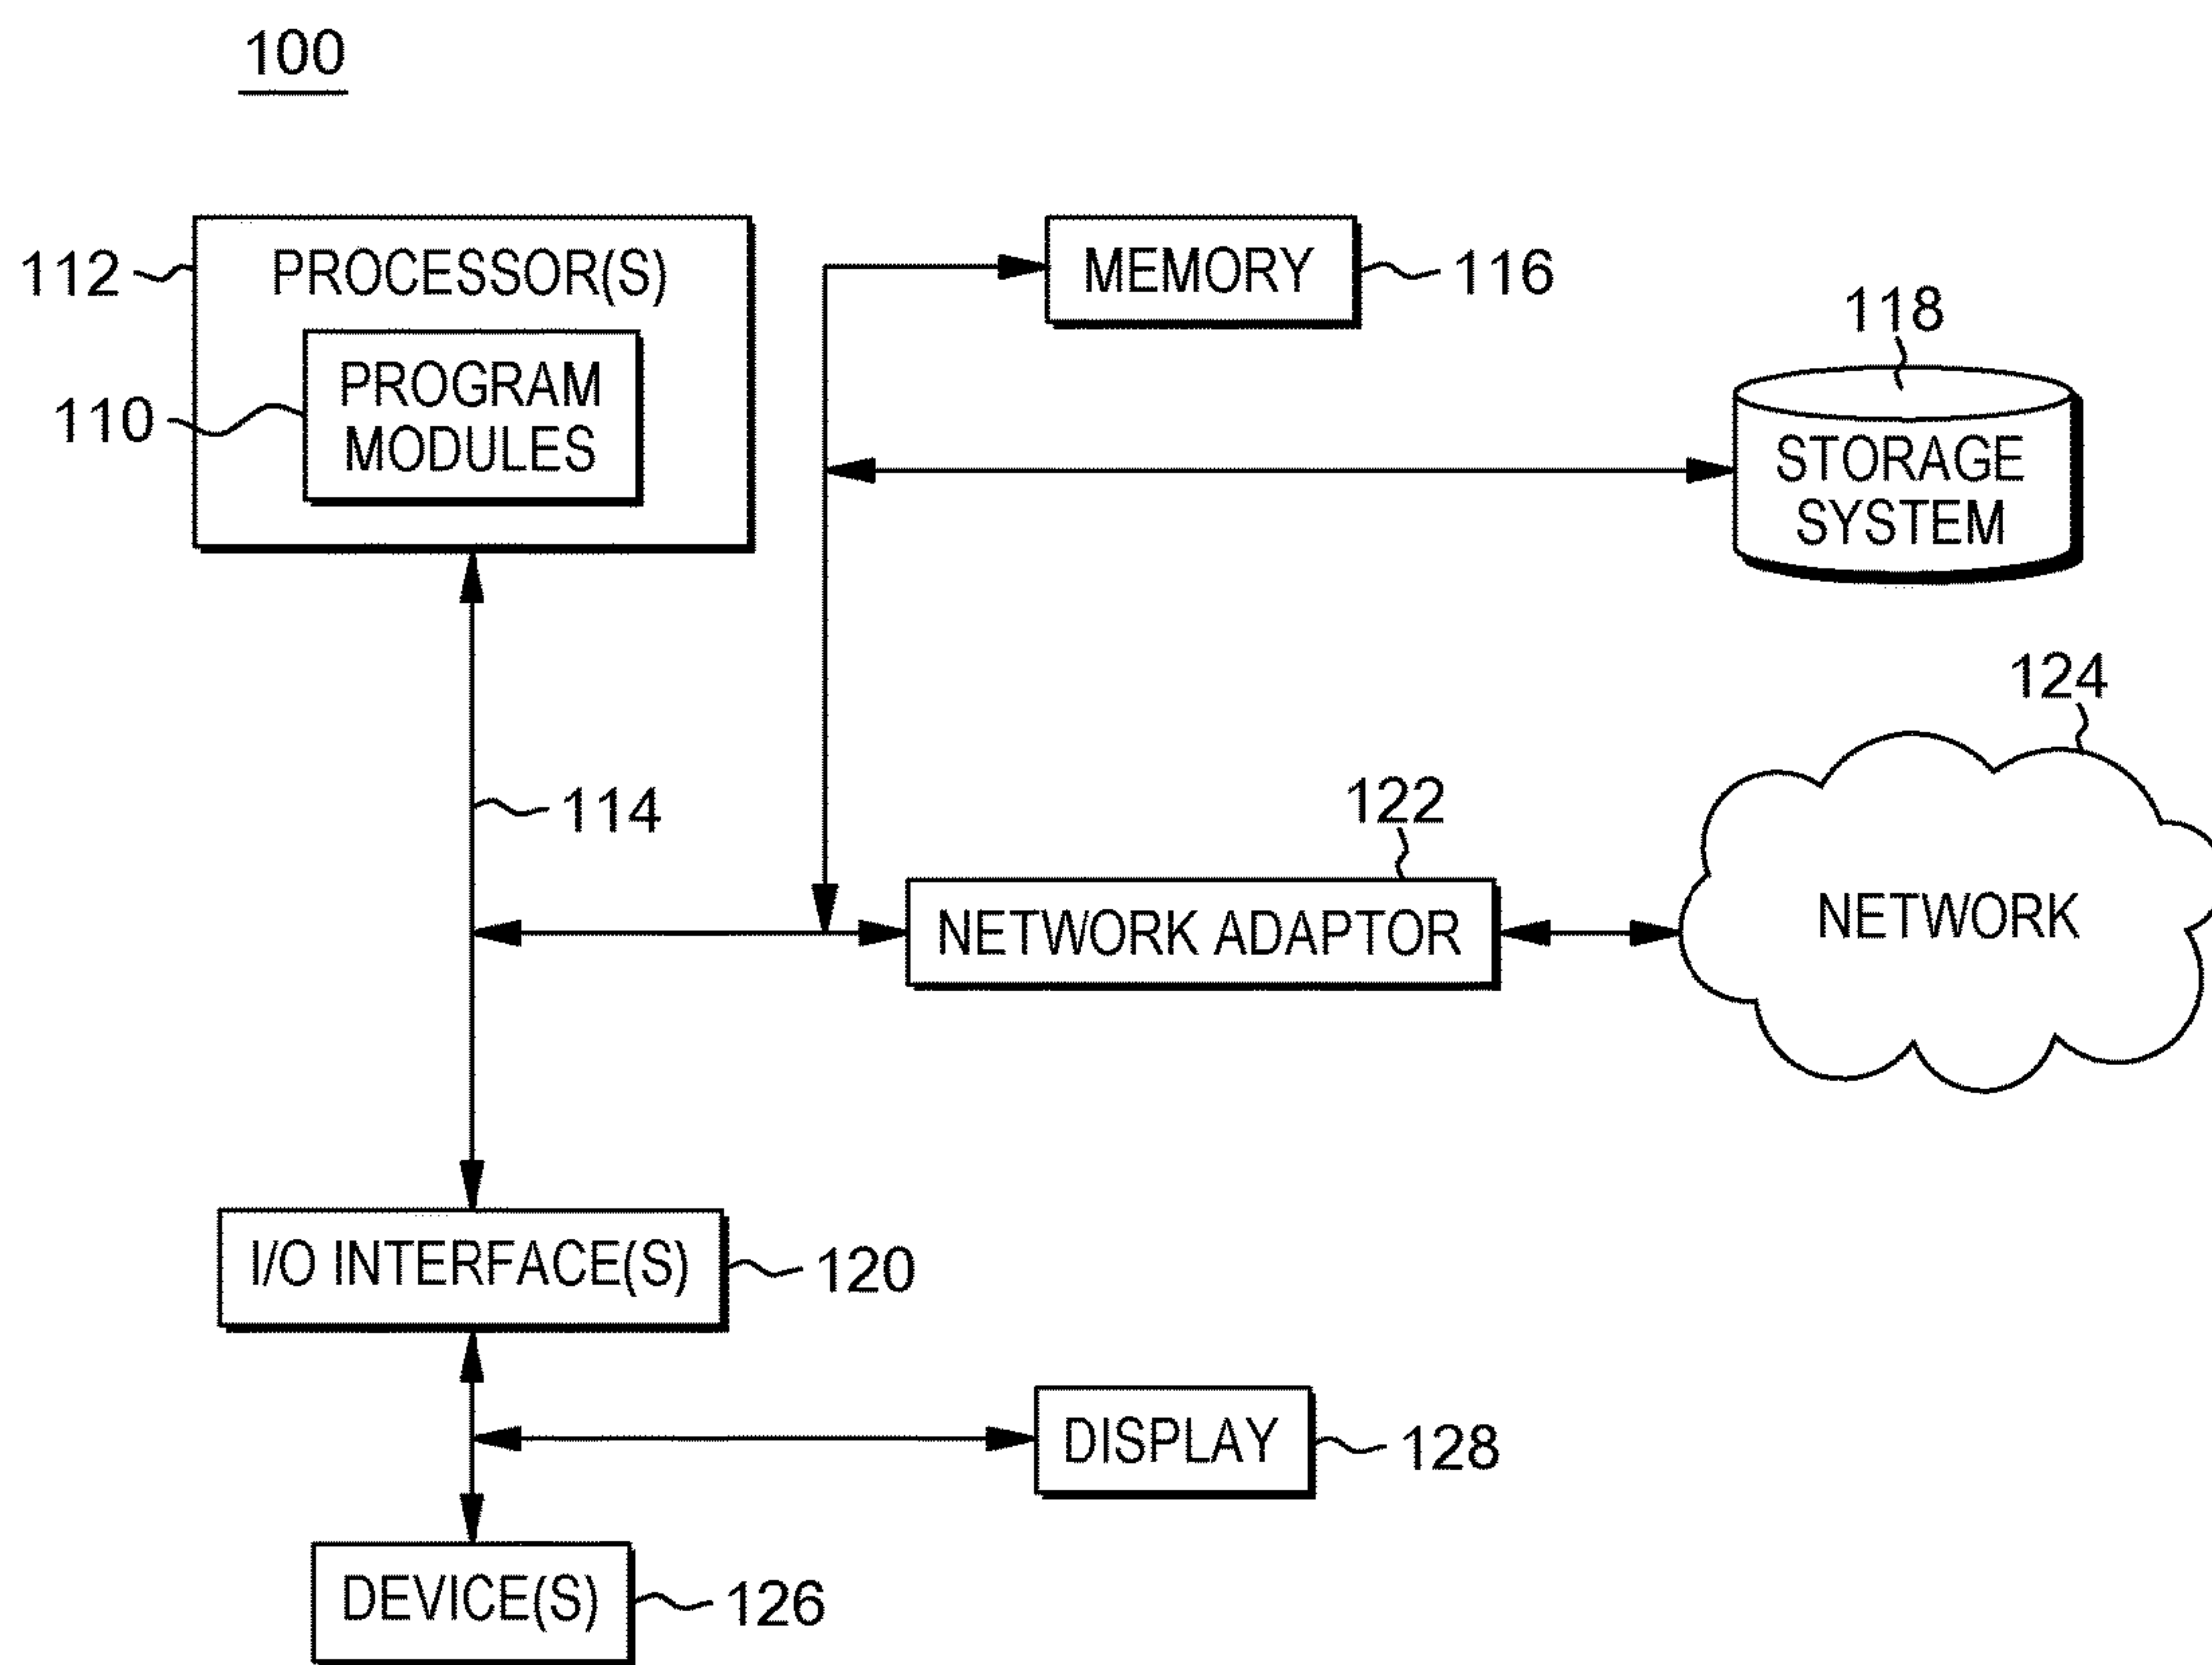 100
112
PROCESSOR(S)
MEMORY
116
118
110
PROGRAM
MODULES
STORAGE
SYSTEM
124
114
122
NETWORK ADAPTOR
NETWORK
I/O INTERFACE(S)
120
DISPLAY
128
DEVICE(S)
126